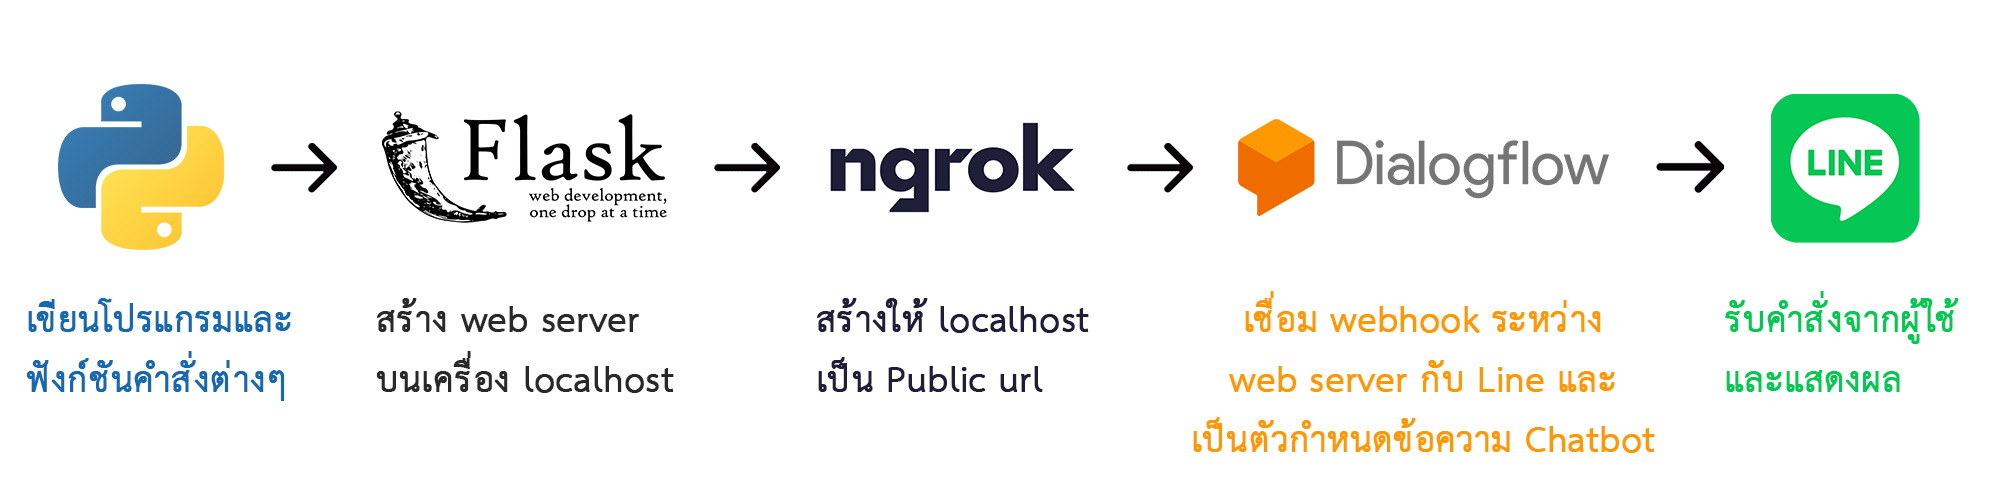 Flask
web development,
one drop at a time
ngrok
Dialogflow
LINE
เขียนโปรแกรมและ
ฟังก์ชันคำสั่งต่างๆ
สร้าง web server
บนเครื่อง localhost
สร้างให้ localhost
เป็น Public url
เชื่อม webhook ระหว่าง
web server กับ Line และ
เป็นตัวกำหนดข้อความ Chatbot
รับคำสั่งจากผู้ใช้
และแสดงผล